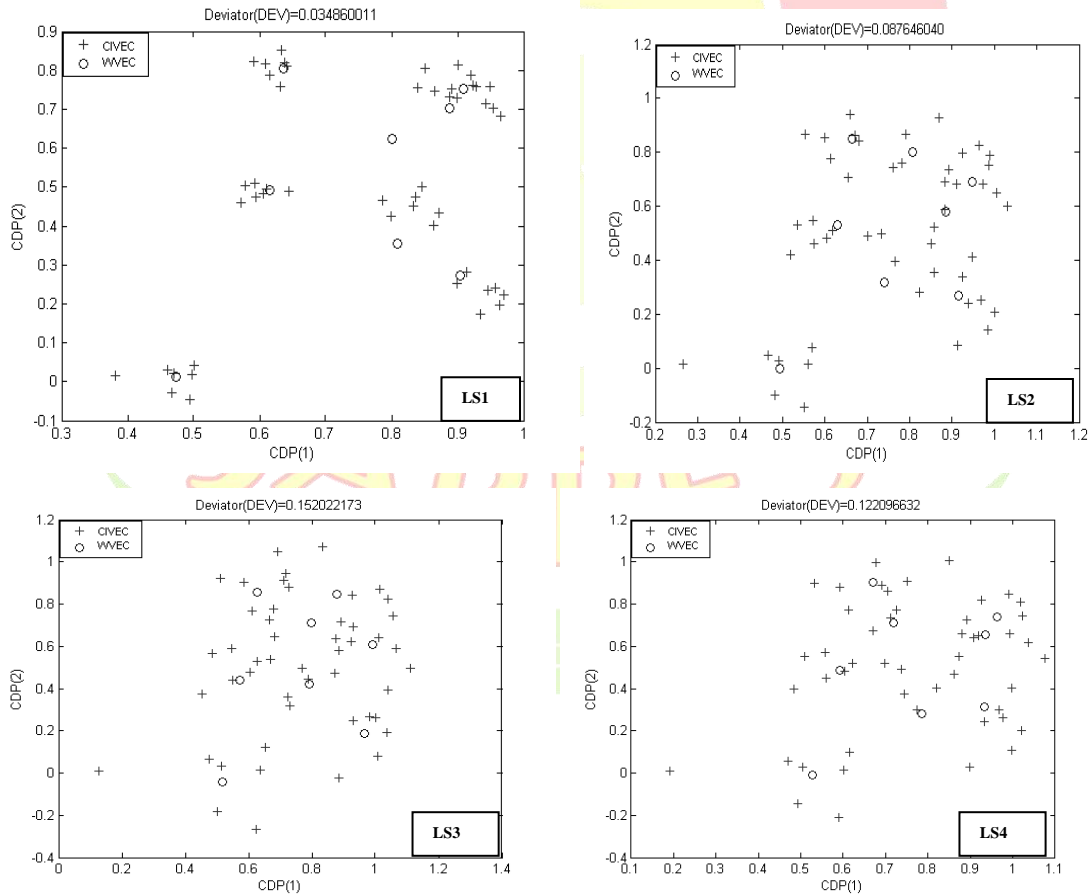 Deviator(DEV)=0.034860011
CIVEC
WVEC
0.9
0.8
0.7
0.6
0.5
0.4
0.3
0.2
0.1
0
-0.1
CDP(2)
0.3 0.4 0.5 0.6 0.7 0.8 0.9 1
CDP(1)
LS1
Deviator(DEV)=0.087646040
CIVEC
WVEC
1.2
1
0.8
0.6
0.4
0.2
0
-0.2
CDP(2)
0.2 0.3 0.4 0.5 0.6 0.7 0.8 0.9 1 1.1 1.2
CDP(1)
LS2
Deviator(DEV)=0.152022173
CIVEC
WVEC
1.2
1
0.8
0.6
0.4
0.2
0
-0.2
-0.4
CDP(2)
0 0.2 0.4 0.6 0.8 1 1.2 1.4
CDP(1)
LS3
Deviator(DEV)=0.122096632
CIVEC
WVEC
1.2
1
0.8
0.6
0.4
0.2
0
-0.2
-0.4
CDP(2)
0.1 0.2 0.3 0.4 0.5 0.6 0.7 0.8 0.9 1 1.1
CDP(1)
LS4